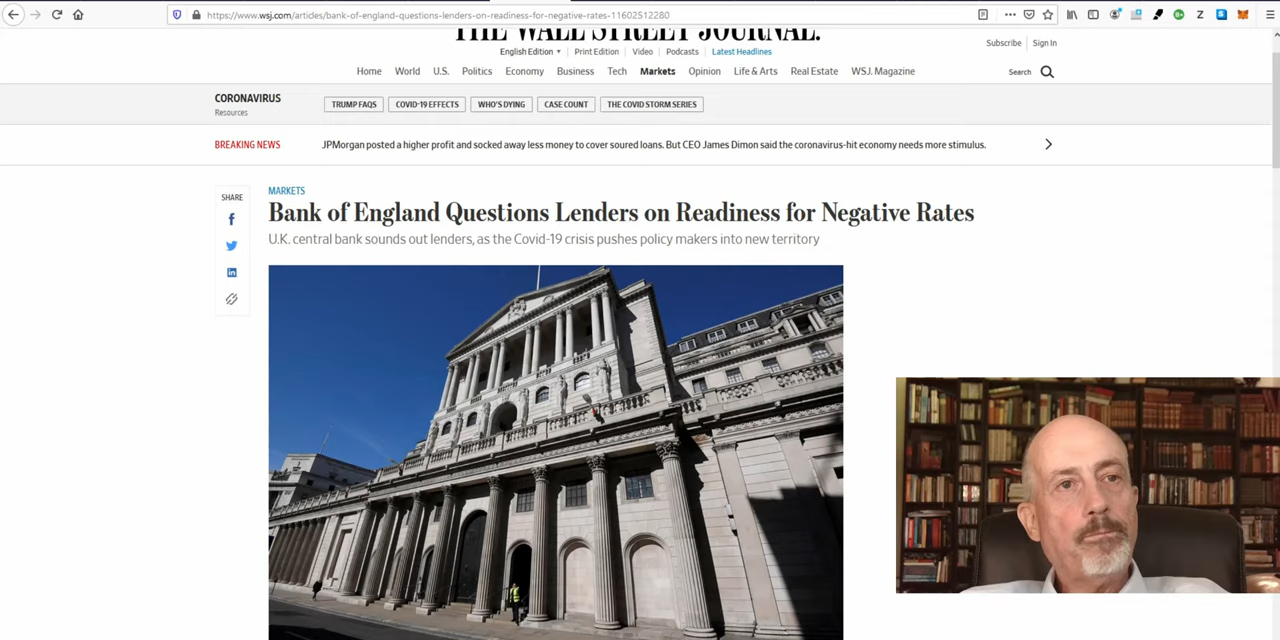 https://www.wsj.com/articles/bank-of-england-questions-lenders-on-readiness-for-negative-rates-11602512280
THE WALL STREET JOURNAL.
English Edition Print Edition Video Podcasts Latest Headlines
Subscribe Sign In
Home World U.S. Politics Economy Business Tech Markets Opinion Life & Arts Real Estate WSJ. Magazine
Search
CORONAVIRUS
Resources
TRUMP FAQS COVID-19 EFFECTS WHO'S DYING CASE COUNT THE COVID STORM SERIES
BREAKING NEWS JPMorgan posted a higher profit and socked away less money to cover soured loans. But CEO James Dimon said the coronavirus-hit economy needs more stimulus.
SHARE
MARKETS
Bank of England Questions Lenders on Readiness for Negative Rates
U.K. central bank sounds out lenders, as the Covid-19 crisis pushes policy makers into new territory